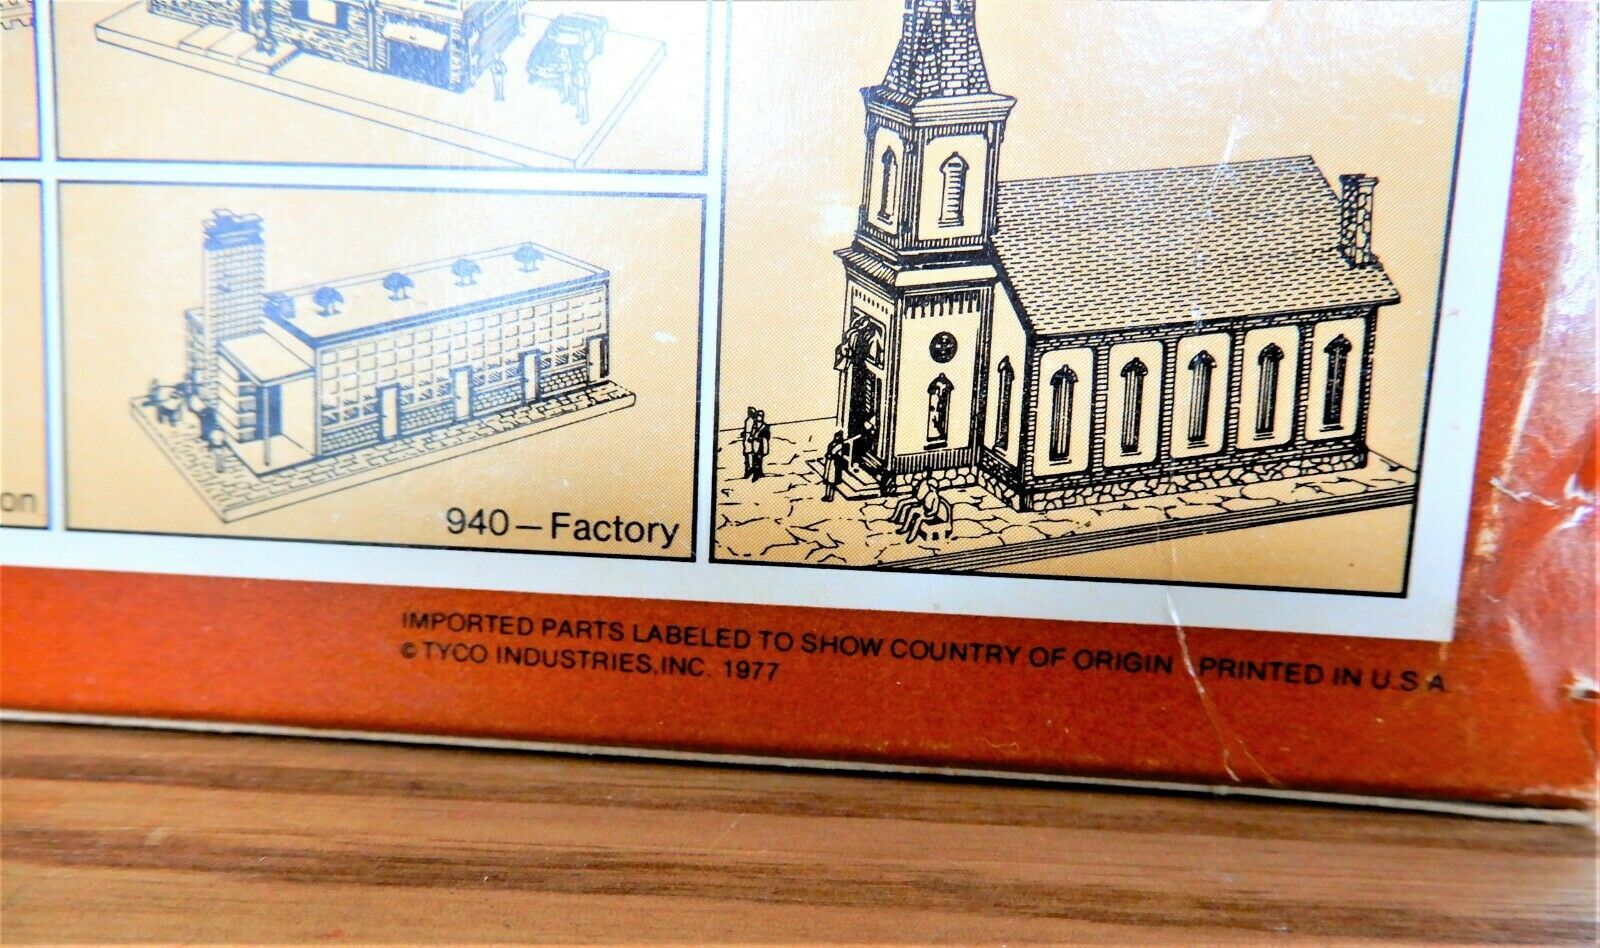 on
940—Factory
IMPORTED PARTS LABELED TO SHOW COUNTRY OF ORIGIN PRINTED IN U.S.A
© TYCO INDUSTRIES, INC. 1977